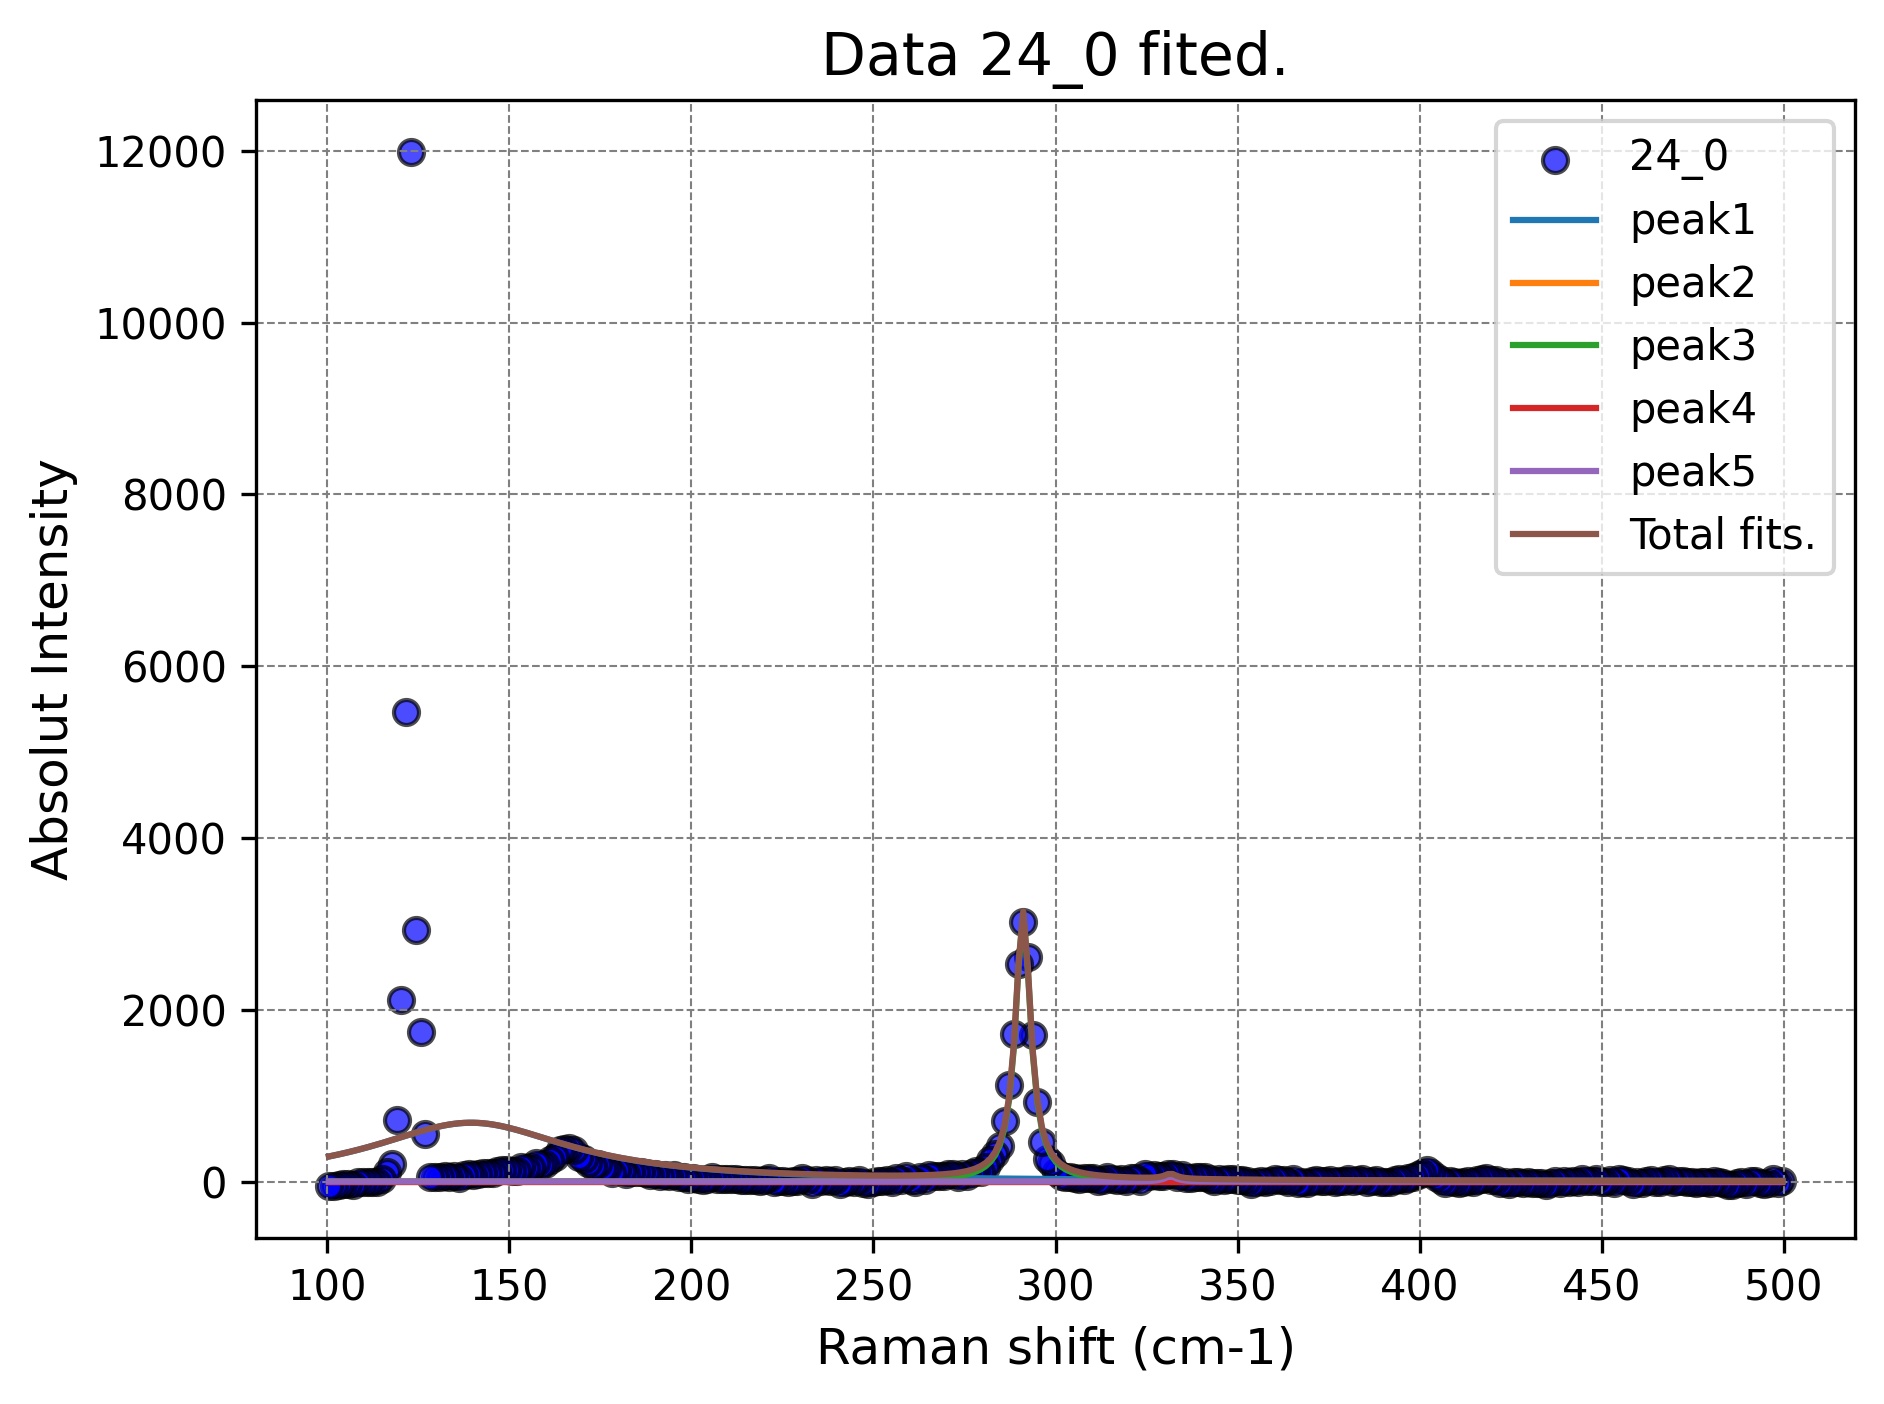 Data 24_0 fited.
12000
10000
8000
6000
4000
2000
0
Absolut Intensity
100 150 200 250 300 350 400 450 500
Raman shift (cm-1)
24_0
peak1
peak2
peak3
peak4
peak5
Total fits.